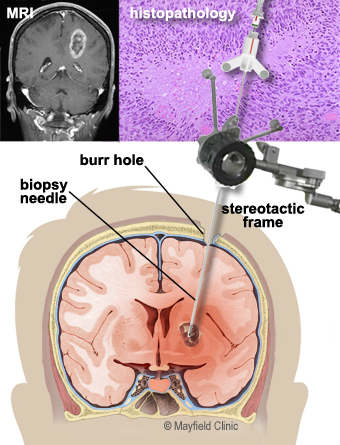 MRI
histopathology
burr hole
biopsy
needle
stereotactic
frame
© Mayfield Clinic